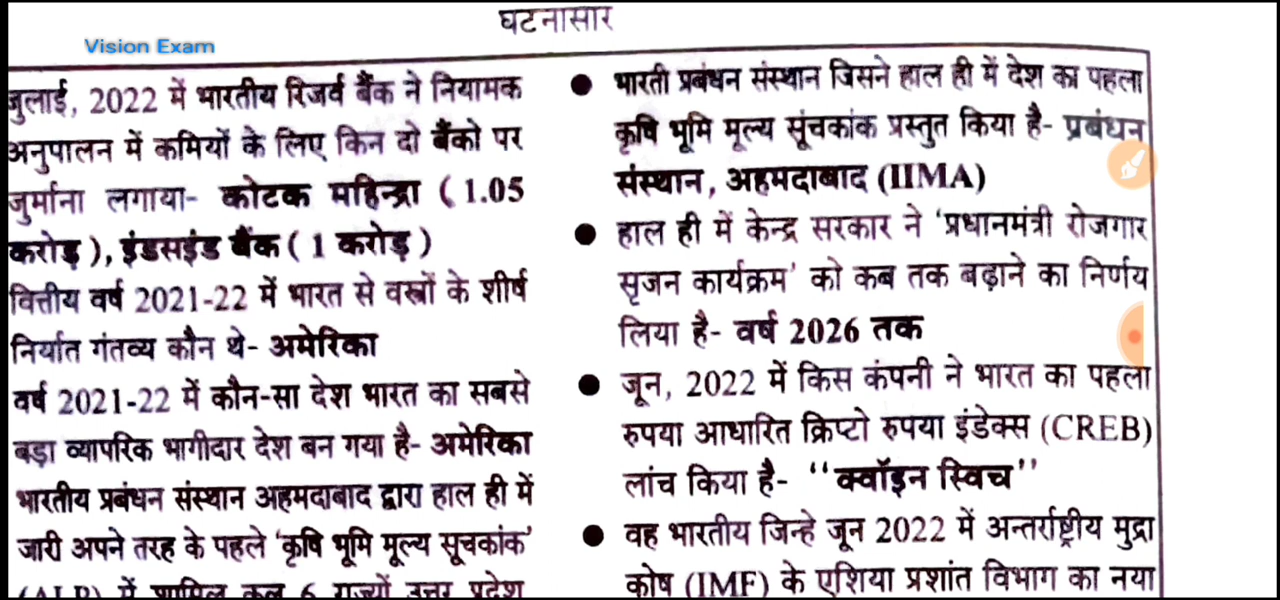 घटनासार
Vision Exam
जुलाई, 2022 में भारतीय रिजर्व बैंक ने नियामक
अनुपालन में कमियों के लिए किन दो बैंको पर
जुर्माना लगाया- कोटक महिन्द्रा ( 1.05
करोड़ ), इंडसइंड बैंक ( 1 करोड़ )
वित्तीय वर्ष 2021-22 में भारत से वस्त्रों के शीर्ष
निर्यात गंतव्य कौन थे- अमेरिका
वर्ष 2021-22 में कौन-सा देश भारत का सबसे
बड़ा व्यापरिक भागीदार देश बन गया है- अमेरिका
भारतीय प्रबंधन संस्थान अहमदाबाद द्वारा हाल ही में
जारी अपने तरह के पहले ‘कृषि भूमि मूल्य सूचकांक’
में शामिल कुल 6 राज्यों उत्तर प्रदेश
● भारती प्रबंधन संस्थान जिसने हाल ही में देश का पहला
कृषि भूमि मूल्य सूंचकांक प्रस्तुत किया है- प्रबंधन
संस्थान, अहमदाबाद (IIMA)
● हाल ही में केन्द्र सरकार ने ‘प्रधानमंत्री रोजगार
सृजन कार्यक्रम’ को कब तक बढ़ाने का निर्णय
लिया है- वर्ष 2026 तक
● जून, 2022 में किस कंपनी ने भारत का पहला
रुपया आधारित क्रिप्टो रुपया इंडेक्स (CREB)
लांच किया है- ‘‘क्वॉइन स्विच’’
● वह भारतीय जिन्हे जून 2022 में अन्तर्राष्ट्रीय मुद्रा
कोष (IMF) के एशिया प्रशांत विभाग का नया